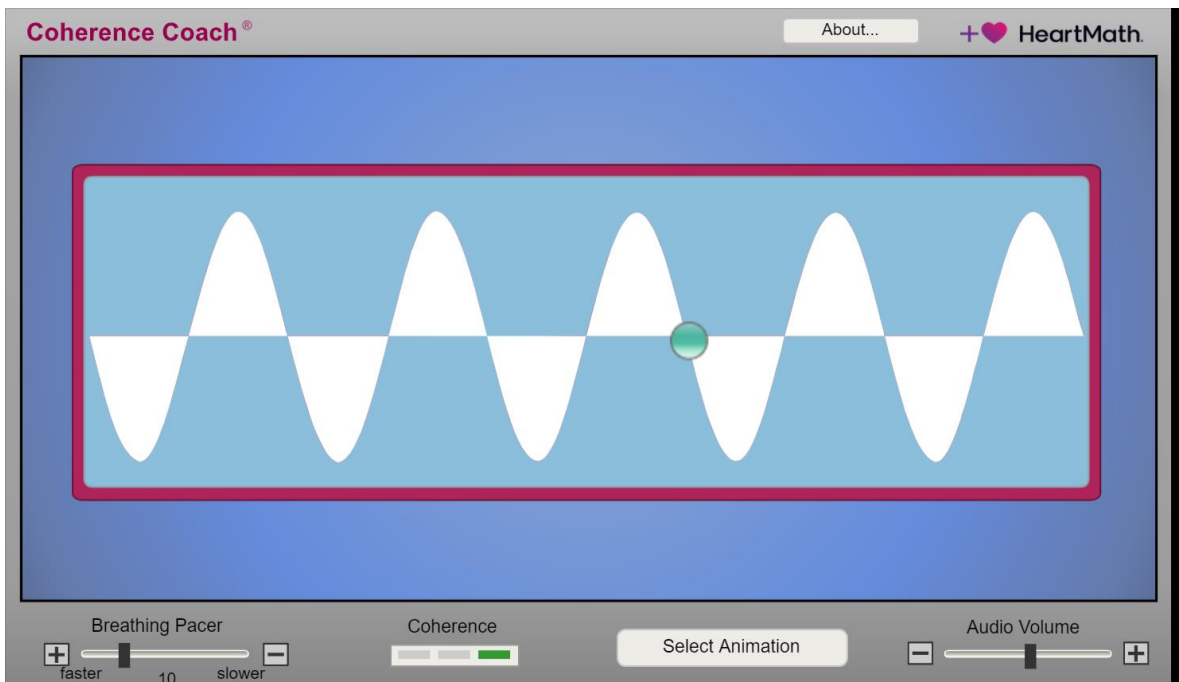 Coherence Coach ®
About...
HeartMath.
Breathing Pacer
faster
10
slower
Coherence
Select Animation
Audio Volume